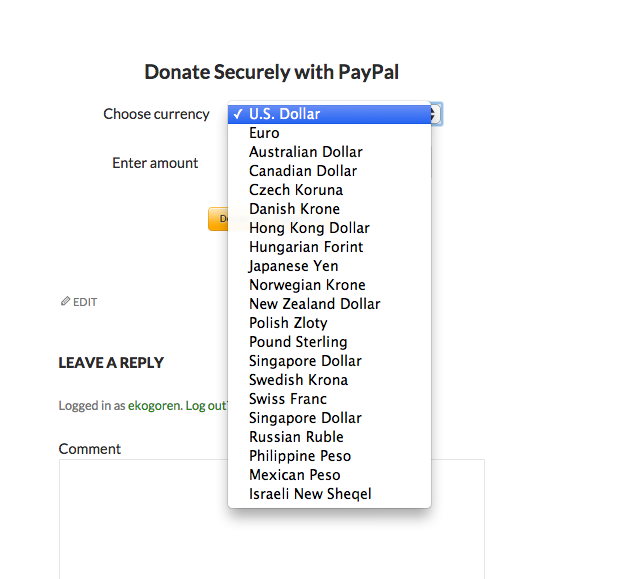 Donate Securely with PayPal
Choose currency
✓ U.S. Dollar
Euro
Australian Dollar
Enter amount
Canadian Dollar
Czech Koruna
Danish Krone
Hong Kong Dollar
Hungarian Forint
Japanese Yen
Norwegian Krone
New Zealand Dollar
Polish Zloty
Pound Sterling
Singapore Dollar
Swedish Krona
Swiss Franc
Singapore Dollar
Russian Ruble
Philippine Peso
Mexican Peso
Israeli New Sheqel
EDIT
LEAVE A REPLY
Logged in as ekogoren. Log out?
Comment